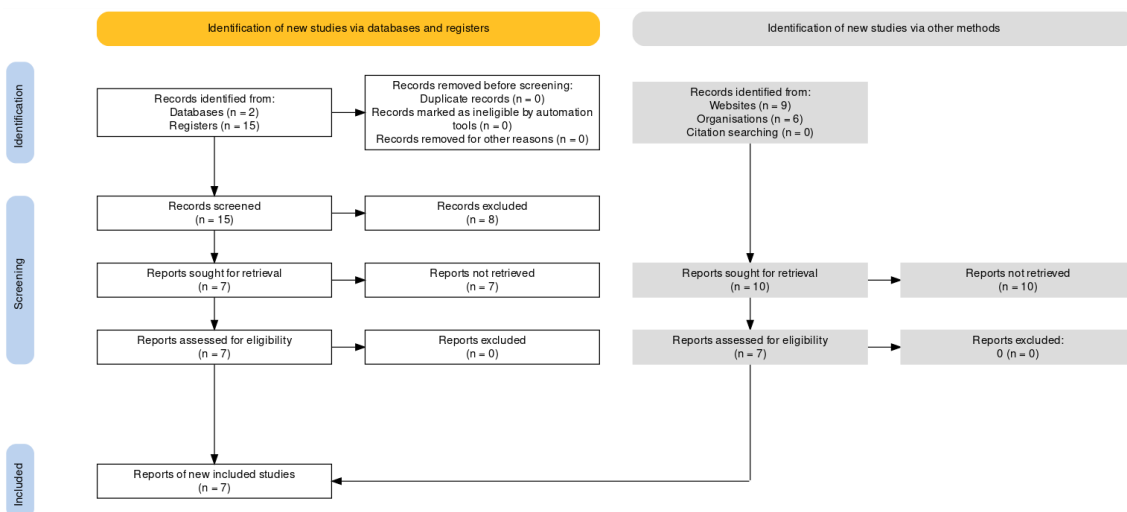 Identification of new studies via databases and registers
Identification of new studies via other methods
Identification
Records identified from:
Databases (n = 2)
Registers (n = 15)
Records removed before screening:
Duplicate records (n = 0)
Records marked as ineligible by automation
tools (n = 0)
Records removed for other reasons (n = 0)
Records identified from:
Websites (n = 9)
Organisations (n = 6)
Citation searching (n = 0)
Screening
Records screened
(n = 15)
Records excluded
(n = 8)
Reports sought for retrieval
(n = 7)
Reports not retrieved
(n = 7)
Reports sought for retrieval
(n = 10)
Reports not retrieved
(n = 10)
Reports assessed for eligibility
(n = 7)
Reports excluded
(n = 0)
Reports assessed for eligibility
(n = 7)
Reports excluded:
0 (n = 0)
Included
Reports of new included studies
(n = 7)